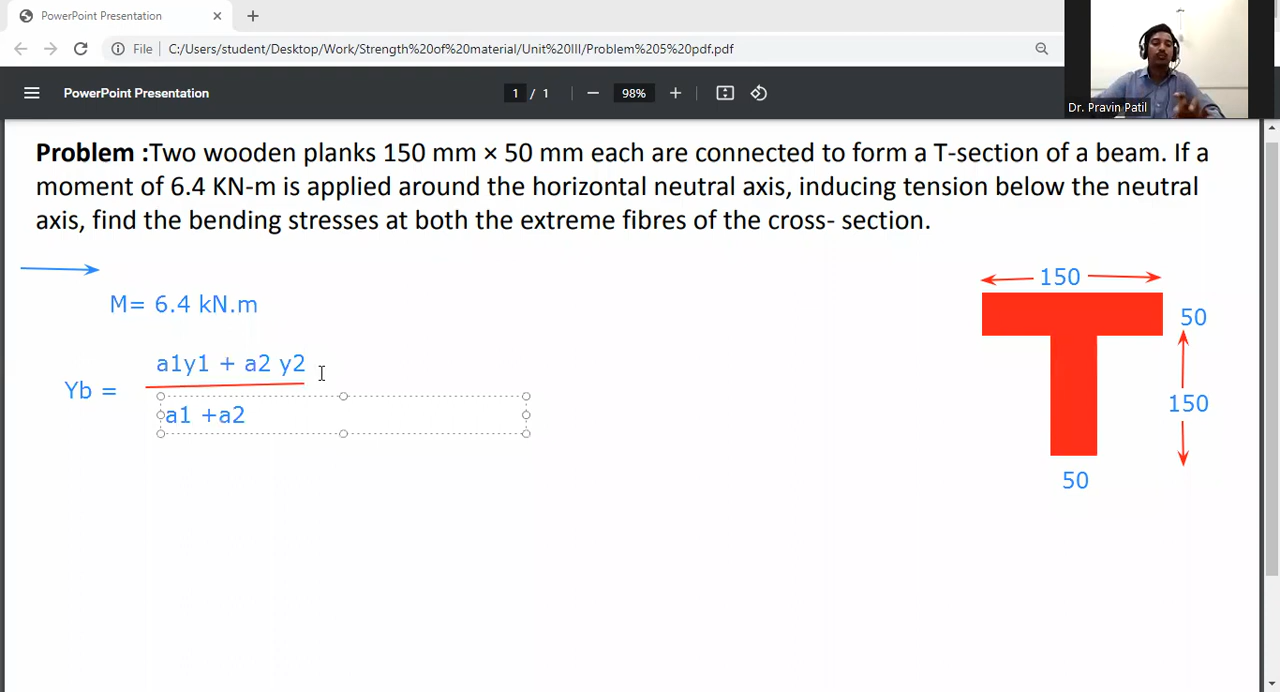 PowerPoint Presentation
File C:/Users/student/Desktop/Work/Strength%20of%20material/Unit%20III/Problem%205%20pdf.pdf
PowerPoint Presentation
1 / 1
98%
Dr. Pravin Patil
Problem :Two wooden planks 150 mm × 50 mm each are connected to form a T-section of a beam. If a
moment of 6.4 KN-m is applied around the horizontal neutral axis, inducing tension below the neutral
axis, find the bending stresses at both the extreme fibres of the cross- section.
M= 6.4 kN.m
a1y1 + a2 y2
Yb =
a1 +a2
150
50
150
50